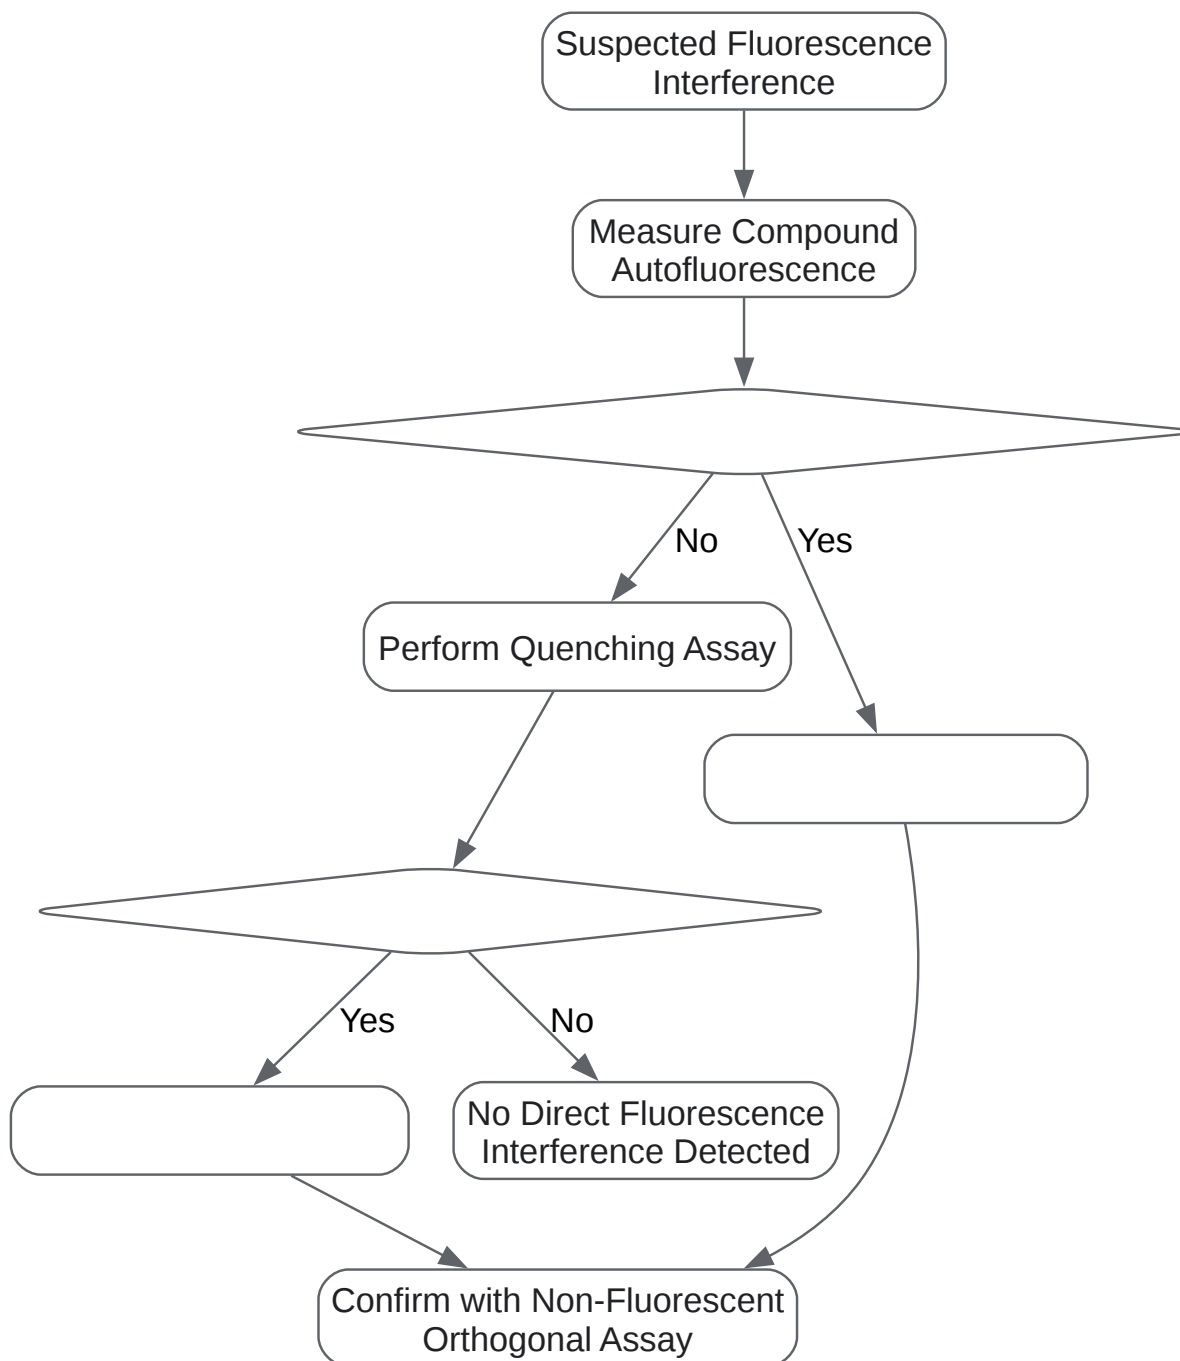 Suspected Fluorescence
Interference
Measure Compound
Autofluorescence
No
Yes
Perform Quenching Assay
Yes
No
No Direct Fluorescence
Interference Detected
Confirm with Non-Fluorescent
Orthogonal Assay